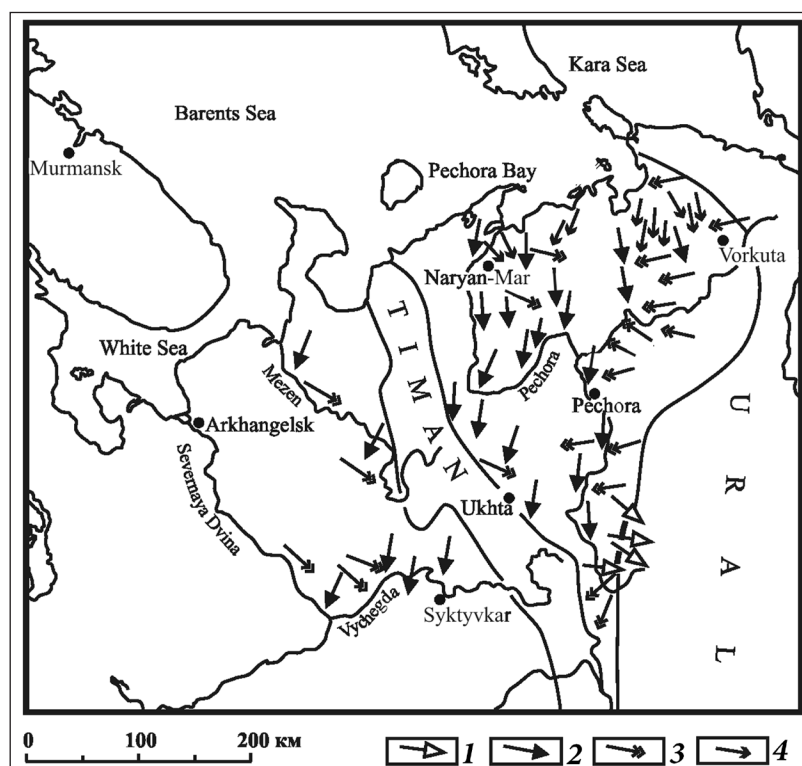 Kara Sea
Barents Sea
Murmansk
Pechora Bay
Vorkuta
Naryan-Mar
TIMAN
White Sea
Mezen
Pechora
Pechora
Arkhangelsk
URAL
Severnaya Dvina
Ukhta
Vychegda
Syktyvkar
0 100 200 км
1 2 3 4